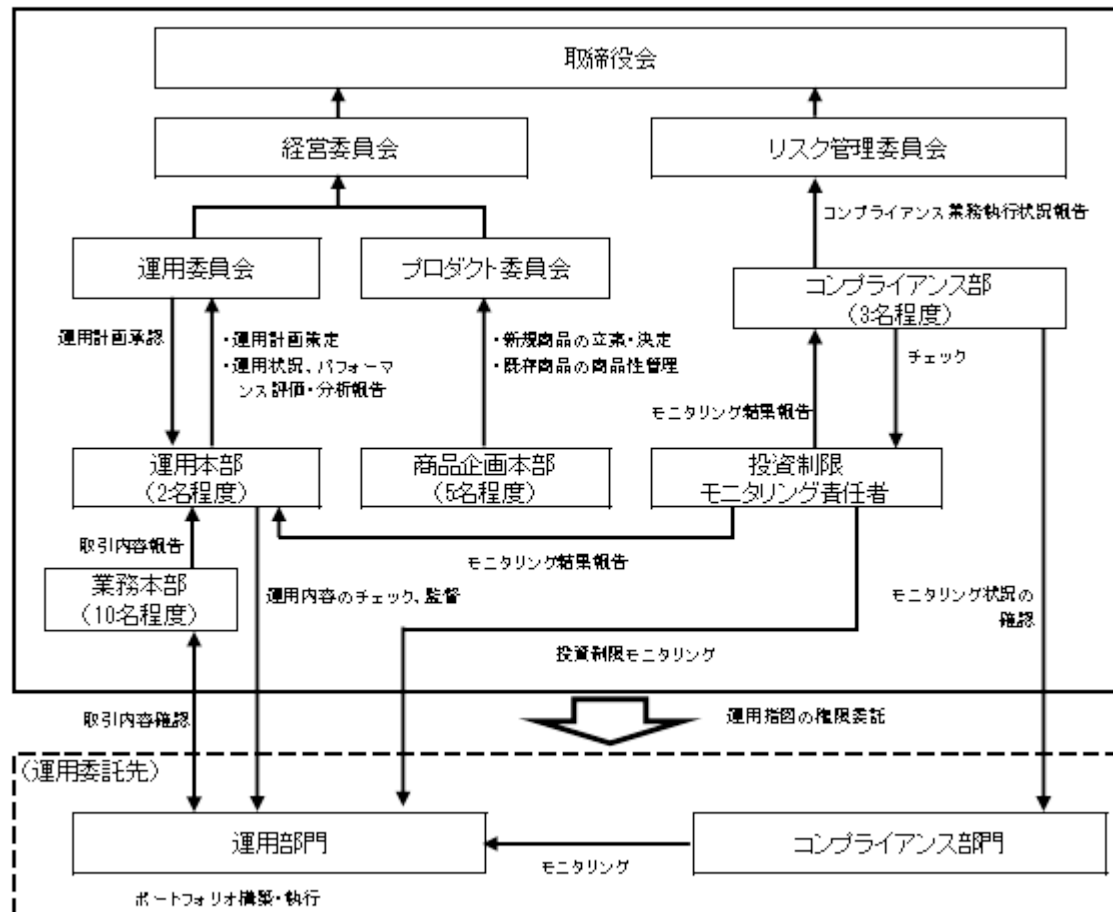 取締役会
経営委員会
リスク管理委員会
コンプライアンス業務執行状況報告
運用委員会
プロダクト委員会
コンプライアンス部
(3名程度)
運用計画承認
・運用計画策定
・運用状況、パフォーマ
ンス評価・分析報告
・新規商品の立案・決定
・既存商品の商品性管理
チェック
モニタリング結果報告
運用本部
(2名程度)
商品企画本部
(5名程度)
投資制限
モニタリング責任者
取引内容報告
モニタリング結果報告
業務本部
(10名程度)
運用内容のチェック、監督
モニタリング状況の
確認
投資制限モニタリング
取引内容確認
運用指図の権限委託
(運用委託先)
運用部門
コンプライアンス部門
モニタリング
ポートフォリオ構築・執行